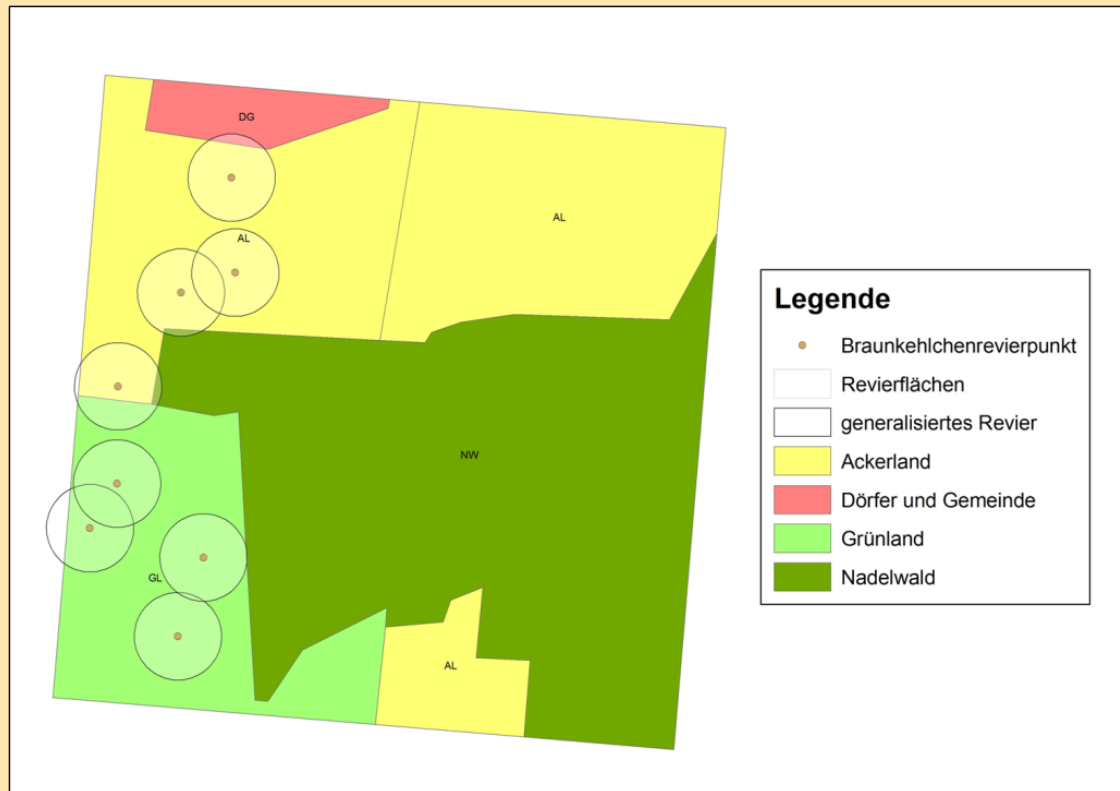 DG
AL
AL
NW
GL
AL
Legende
Braunkehlchenrevierpunkt
Revierflächen
generalisiertes Revier
Ackerland
Dörfer und Gemeinde
Grünland
Nadelwald